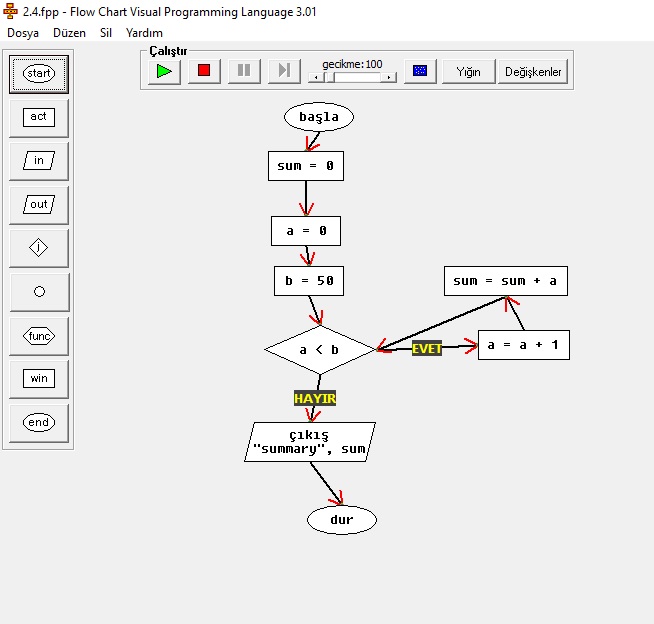 2.4.fpp - Flow Chart Visual Programming Language 3.01
Dosya Düzen Sil Yardım
Çalıştır
gecikme:100
Yığın
Değişkenler
start
act
in
out
j
func
win
end
başla
sum = 0
a = 0
b = 50
sum = sum + a
a < b
EVET
a = a + 1
HAYIR
çıkış
"summary", sum
dur